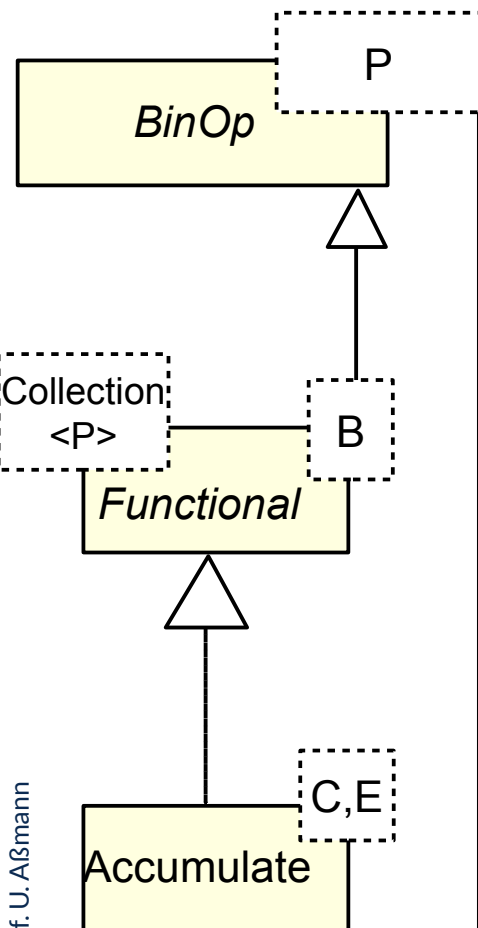 P
BinOp
Collection
<P>
B
Functional
C,E
Accumulate
f. U. Aßmann